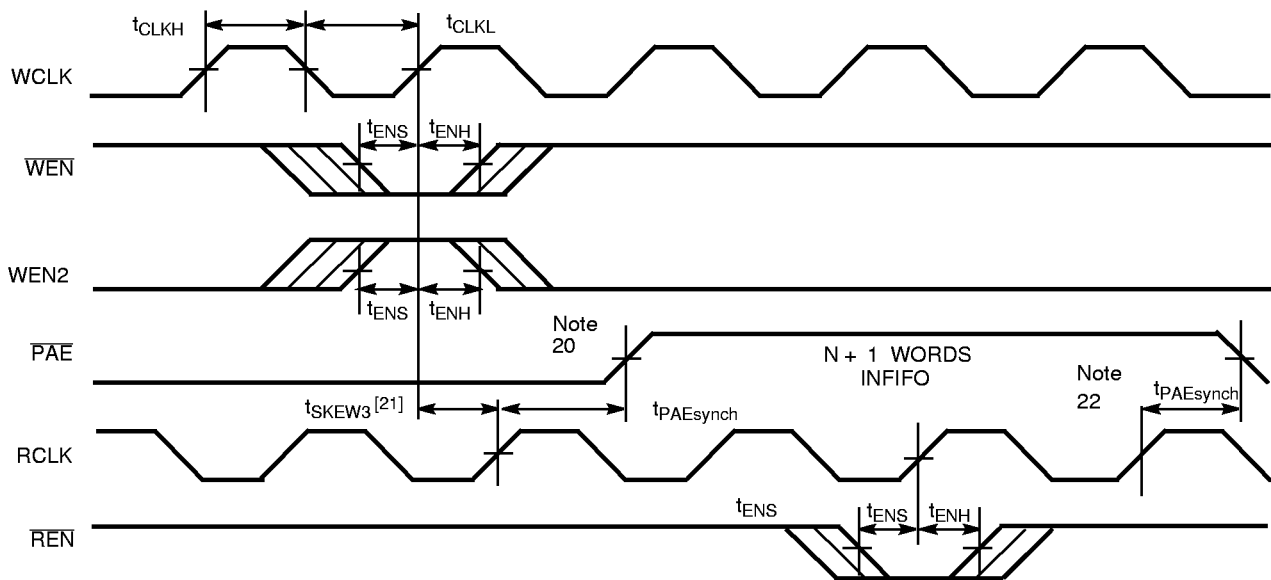 tCLKH tCLKL
WCLK
tENS tENH
WEN
WEN2
tENS tENH
Note
20
PAE
N + 1 WORDS
INFIFO
Note
22
tSKEW3 [21] tPAEsynch tPAEsynch
RCLK
tENS tENS tENH
REN